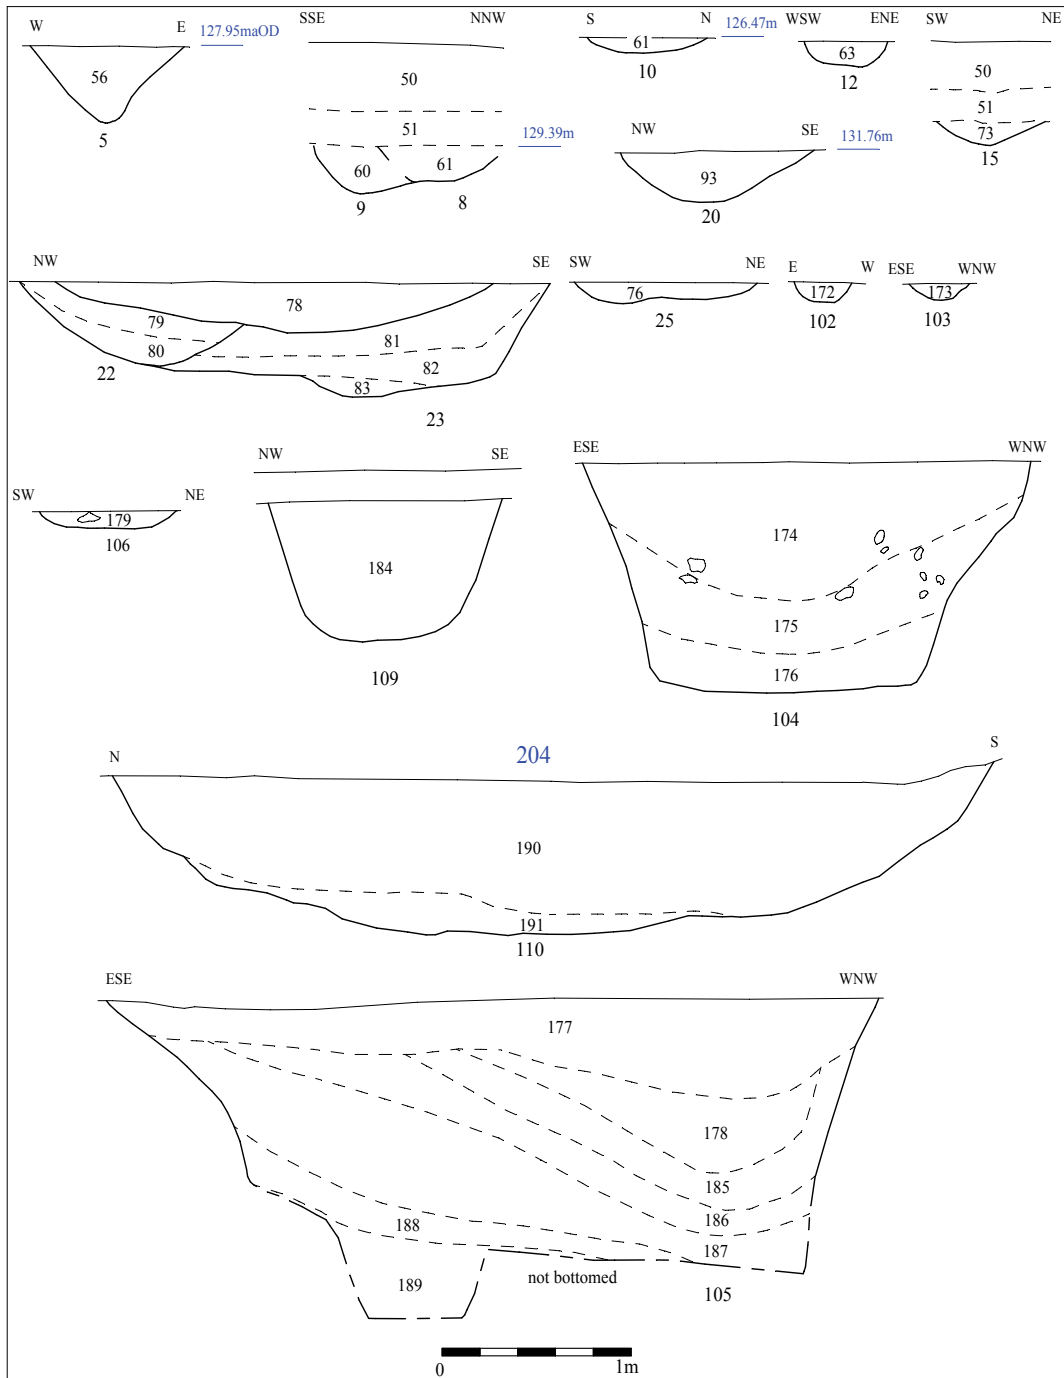 W E 127.95maOD
56
5
SSE NNW
50
51
129.39m
60 61
9 8
S N 126.47m
61
10
WSW ENE
63
12
SW NE
50
51
73
15
NW SE 131.76m
93
20
NW SE
78
79
81
80
82
83
22
23
SW NE
76
25
E W
172
102
ESE WNW
173
103
SW NE
179
106
NW SE
184
109
ESE WNW
174
175
176
104
204
N S
190
191
110
ESE WNW
177
178
185
186
188
187
189
not bottomed
105
0 1m